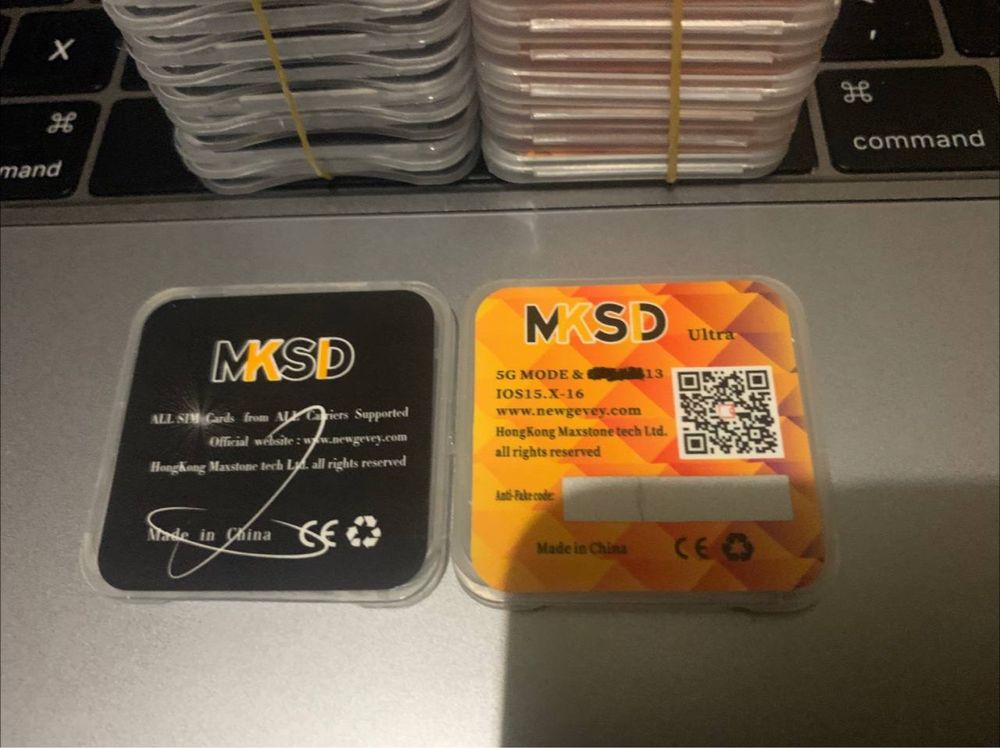 X
⌘
mand
'
⌘
command
MKSD
ALL SIM Cards from ALL Carriers Supported
Official website : www.newgevey.com
HongKong Maxstone tech Ltd. all rights reserved
Made in China CE
MKSD Ultra
5G MODE & 13
IOS15.X-16
www.newgevey.com
HongKong Maxstone tech Ltd.
all rights reserved
Anti-Fake code:
Made in China CE